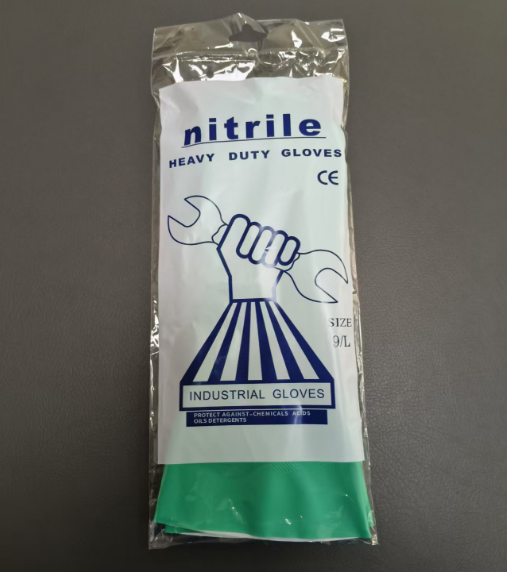 nitrile
HEAVY DUTY GLOVES
CE
SIZE
9/L
INDUSTRIAL GLOVES
PROTECT AGAINST-CHEMICALS ACIDS
OILS DETERGENTS